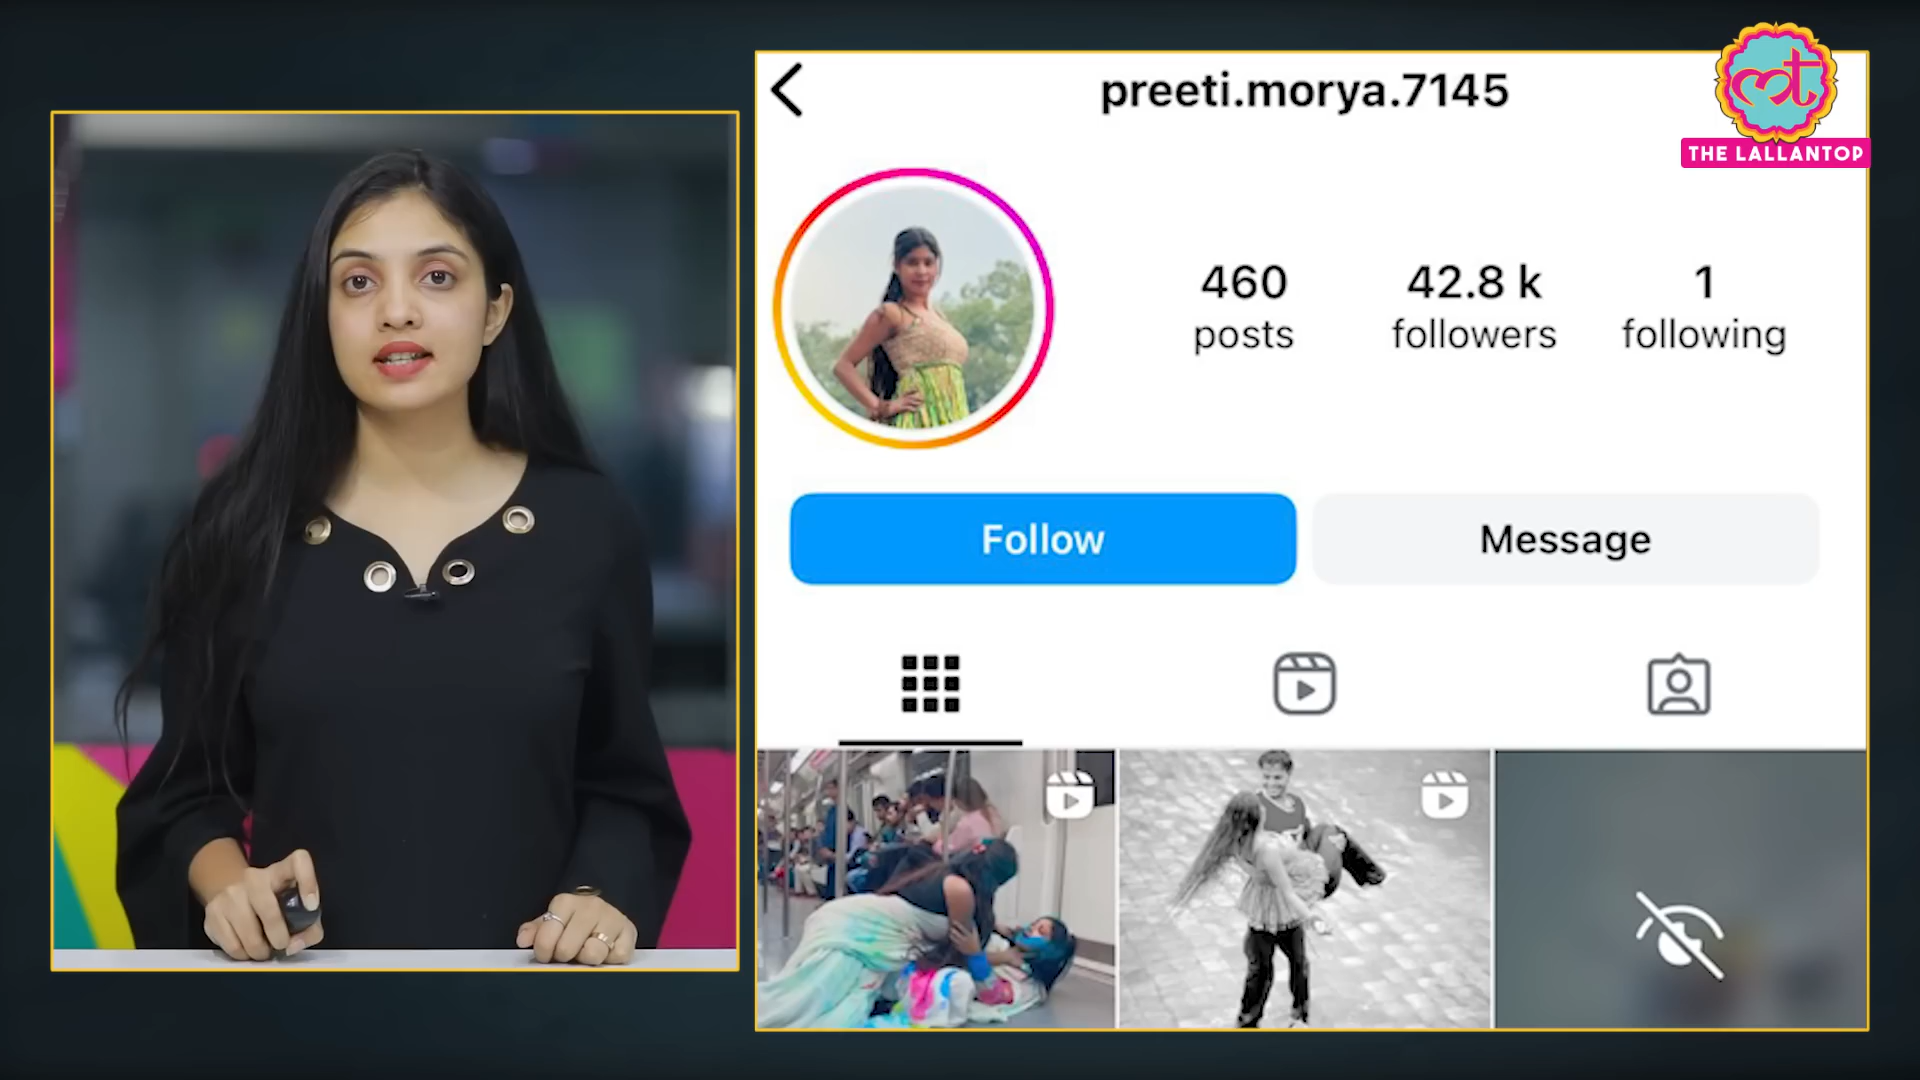 preeti.morya.7145
THE LALLANTOP
460
posts
42.8 k
followers
1
following
Follow
Message